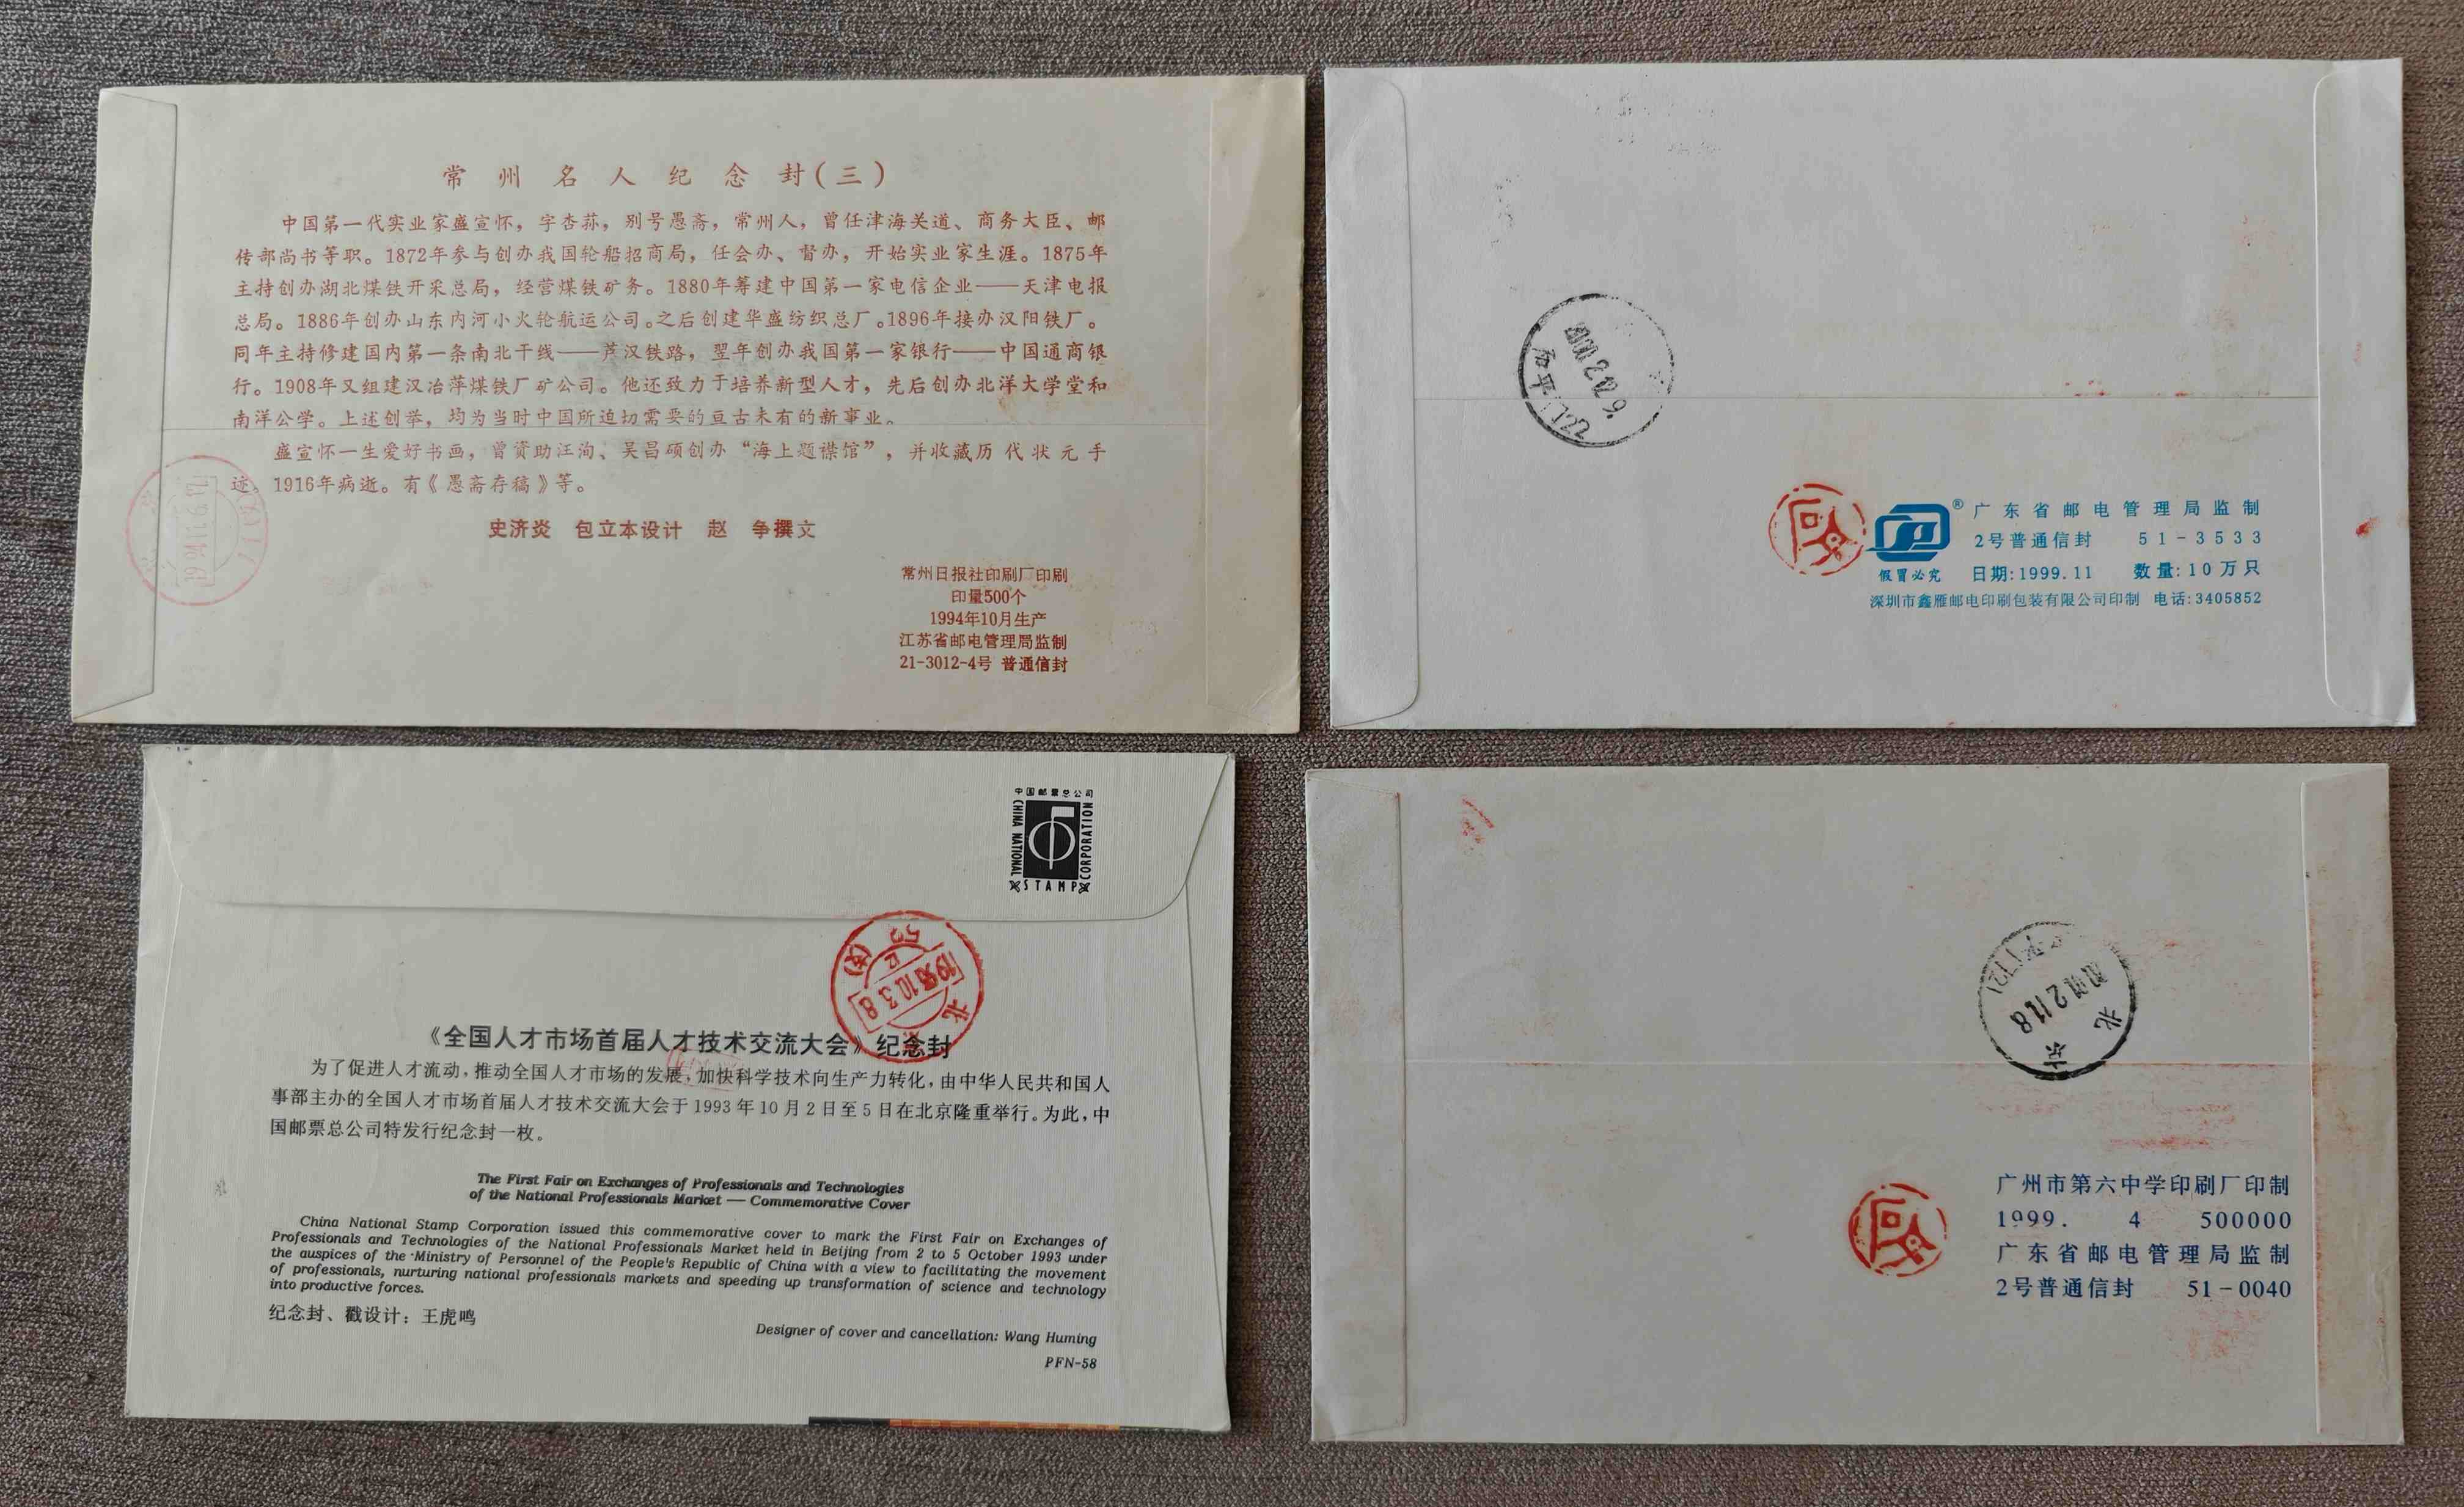 常州名人纪念封(三)
中国第一代实业家盛宣怀，字杏荪，别号愚斋，常州人，曾任津海关道、商务大臣、邮
传部尚书等职。1872年参与创办我国轮船招商局，任会办、督办，开始实业家生涯。1875年
主持创办湖北煤铁开采总局，经营煤铁矿务。1880年筹建中国第一家电信企业——天津电报
总局。1886年创办山东内河小火轮航运公司。之后创建华盛纺织总厂。1896年接办汉阳铁厂。
同年主持修建国内第一条南北干线——芦汉铁路，翌年创办我国第一家银行——中国通商银
行。1908年又组建汉冶萍煤铁厂矿公司。他还致力于培养新型人才，先后创办北洋大学堂和
南洋公学。上述创举，均为当时中国所迫切需要的亘古未有的新事业。
盛宣怀一生爱好书画，曾资助汪洵、吴昌硕创办“海上题襟馆”，并收藏历代状元手
迹。1916年病逝。有《愚斋存稿》等。
史济炎 包立本设计 赵 争撰文
常州日报社印刷厂印刷
印量500个
1994年10月生产
江苏省邮电管理局监制
21-3012-4号 普通信封
®
广东省邮电管理局监制
2号普通信封 51-3533
假冒必究 日期:1999.11 数量:10万只
深圳市鑫雁邮电印刷包装有限公司印制 电话:3405852
中国邮票总公司
CHINA NATIONAL
STAMP
CORPORATION
北京
1993.10.3.8
《全国人才市场首届人才技术交流大会》纪念封
为了促进人才流动，推动全国人才市场的发展，加快科学技术向生产力转化，由中华人民共和国人
事部主办的全国人才市场首届人才技术交流大会于1993年10月2日至5日在北京隆重举行。为此，中
国邮票总公司特发行纪念封一枚。
The First Fair on Exchanges of Professionals and Technologies
of the National Professionals Market — Commemorative Cover
China National Stamp Corporation issued this commemorative cover to mark the First Fair on Exchanges of
Professionals and Technologies of the National Professionals Market held in Beijing from 2 to 5 October 1993 under
the auspices of the Ministry of Personnel of the People's Republic of China with a view to facilitating the movement
of professionals, nurturing national professionals markets and speeding up transformation of science and technology
into productive forces.
纪念封、戳设计：王虎鸣
Designer of cover and cancellation: Wang Huming
PFN-58
北京
广州市第六中学印刷厂印制
1999. 4 500000
广东省邮电管理局监制
2号普通信封 51-0040